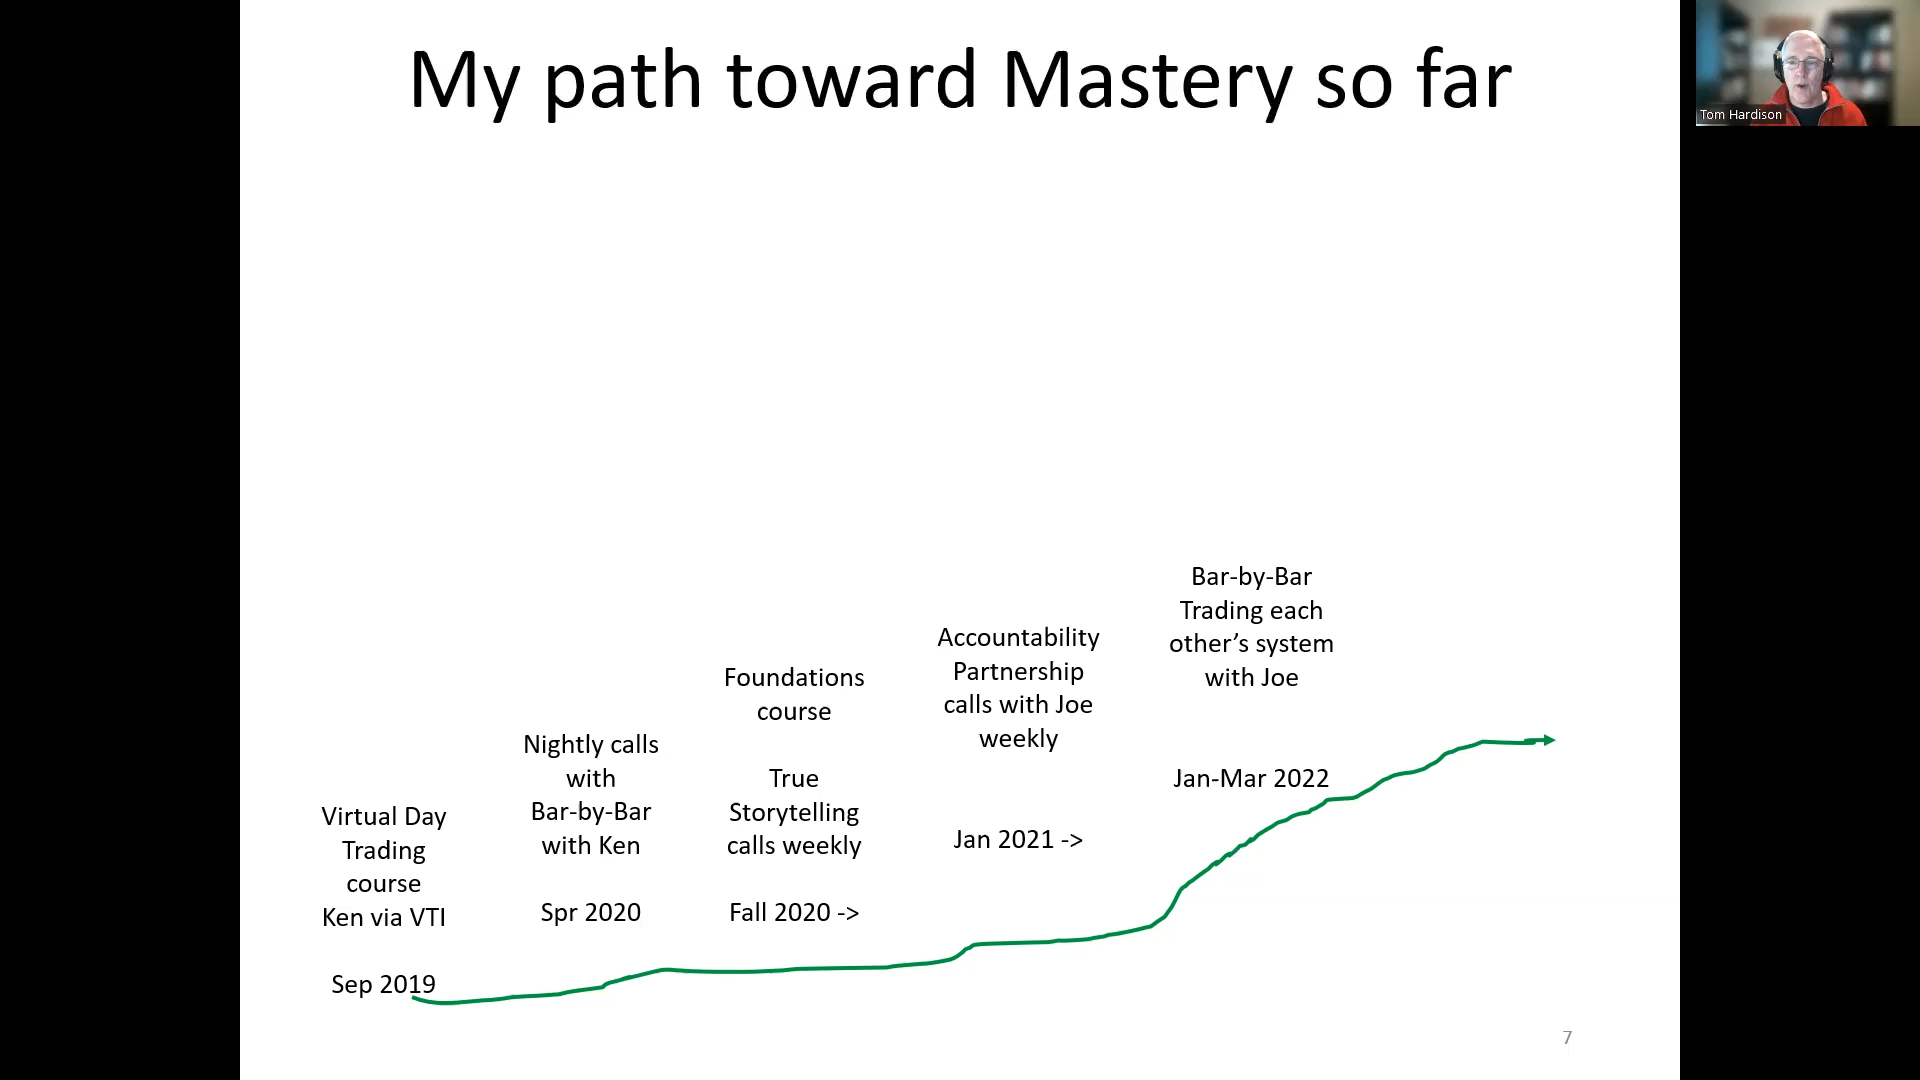 My path toward Mastery so far
Tom Hardison
Virtual Day
Trading
course
Ken via VTI
Sep 2019
Nightly calls
with
Bar-by-Bar
with Ken
Spr 2020
Foundations
course
True
Storytelling
calls weekly
Fall 2020 ->
Accountability
Partnership
calls with Joe
weekly
Jan 2021 ->
Bar-by-Bar
Trading each
other’s system
with Joe
Jan-Mar 2022
7